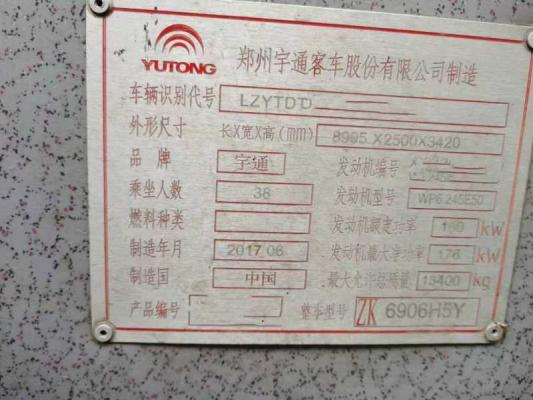 YUTONG 郑州宇通客车股份有限公司制造
车辆识别代号 LZYTDTD
外形尺寸 长X宽X高(mm) 8995X2500X3420
品牌 宇通 发动机编号
乘坐人数 38 发动机型号 WP6.245E50
燃料种类 发动机额定功率 180 kW
制造年月 2017.06 发动机最大净功率 176 kW
制造国 中国 最大允许总质量 13400 kg
产品编号 整车型号 ZK 6906H5Y